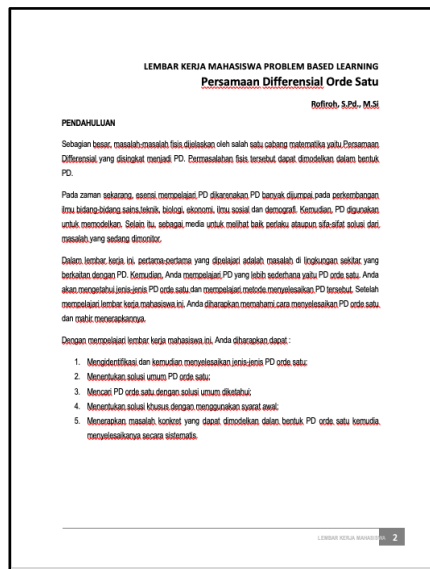 LEMBAR KERJA MAHASISWA PROBLEM BASED LEARNING
Persamaan Differensial Orde Satu
Rofiroh, S.Pd., M.Si
PENDAHULUAN
Sebagian besar, masalah-masalah fisis dijelaskan oleh salah satu cabang matematika yaitu Persamaan
Differensial yang disingkat menjadi PD. Permasalahan fisis tersebut dapat dimodelkan dalam bentuk
PD.
Pada zaman sekarang, esensi mempelajari PD dikarenakan PD banyak dijumpai pada perkembangan
ilmu bidang-bidang sains,teknik, biologi, ekonomi, ilmu sosial dan demografi. Kemudian, PD digunakan
untuk memodelkan. Selain itu, sebagai media untuk melihat baik perlaku ataupun sifa-sifat solusi dari
masalah yang sedang dimonitor.
Dalam lembar kerja ini, pertama-pertama yang dipelajari adalah masalah di lingkungan sekitar yang
berkaitan dengan PD. Kemudian, Anda mempelajari PD yang lebih sederhana yaitu PD orde satu. Anda
akan mengetahui jenis-jenis PD orde satu dan mempelajari metode menyelesaikan PD tersebut. Setelah
mempelajari lembar kerja mahasiswa ini, Anda diharapkan memahami cara menyelesaikan PD orde satu
dan mahir menerapkannya.
Dengan mempelajari lembar kerja mahasiswa ini, Anda diharapkan dapat :
1. Mengidentifikasi dan kemudian menyelesaikan jenis-jenis PD orde satu;
2. Menentukan solusi umum PD orde satu;
3. Mencari PD orde satu dengan solusi umum diketahui;
4. Menentukan solusi khusus dengan menggunakan syarat awal;
5. Menerapkan masalah konkret yang dapat dimodelkan dalan bentuk PD orde satu kemudia
menyelesaikanya secara sistematis.
LEMBAR KERJA MAHASISWA 2